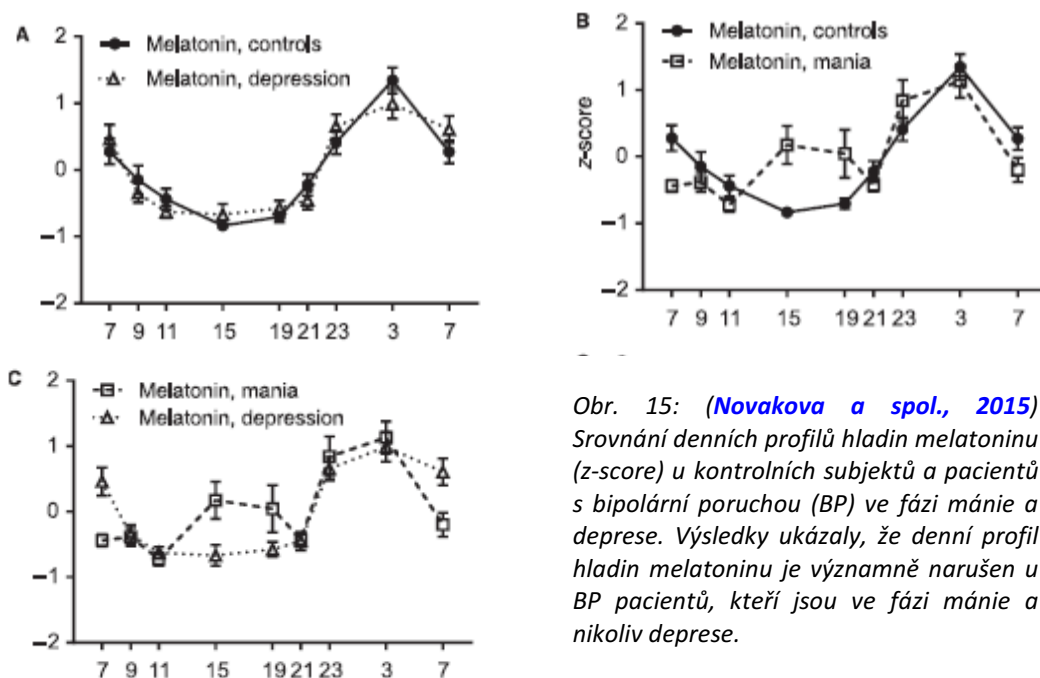 A
2
Melatonin, controls
Melatonin, depression
1
0
−1
−2
7 9 11 15 19 21 23 3 7
B
2
Melatonin, controls
Melatonin, mania
1
z-score
0
−1
−2
7 9 11 15 19 21 23 3 7
C
2
Melatonin, mania
Melatonin, depression
1
0
−1
−2
7 9 11 15 19 21 23 3 7
Obr. 15: (Novakova a spol., 2015)
Srovnání denních profilů hladin melatoninu
(z-score) u kontrolních subjektů a pacientů
s bipolární poruchou (BP) ve fázi mánie a
deprese. Výsledky ukázaly, že denní profil
hladin melatoninu je významně narušen u
BP pacientů, kteří jsou ve fázi mánie a
nikoliv deprese.